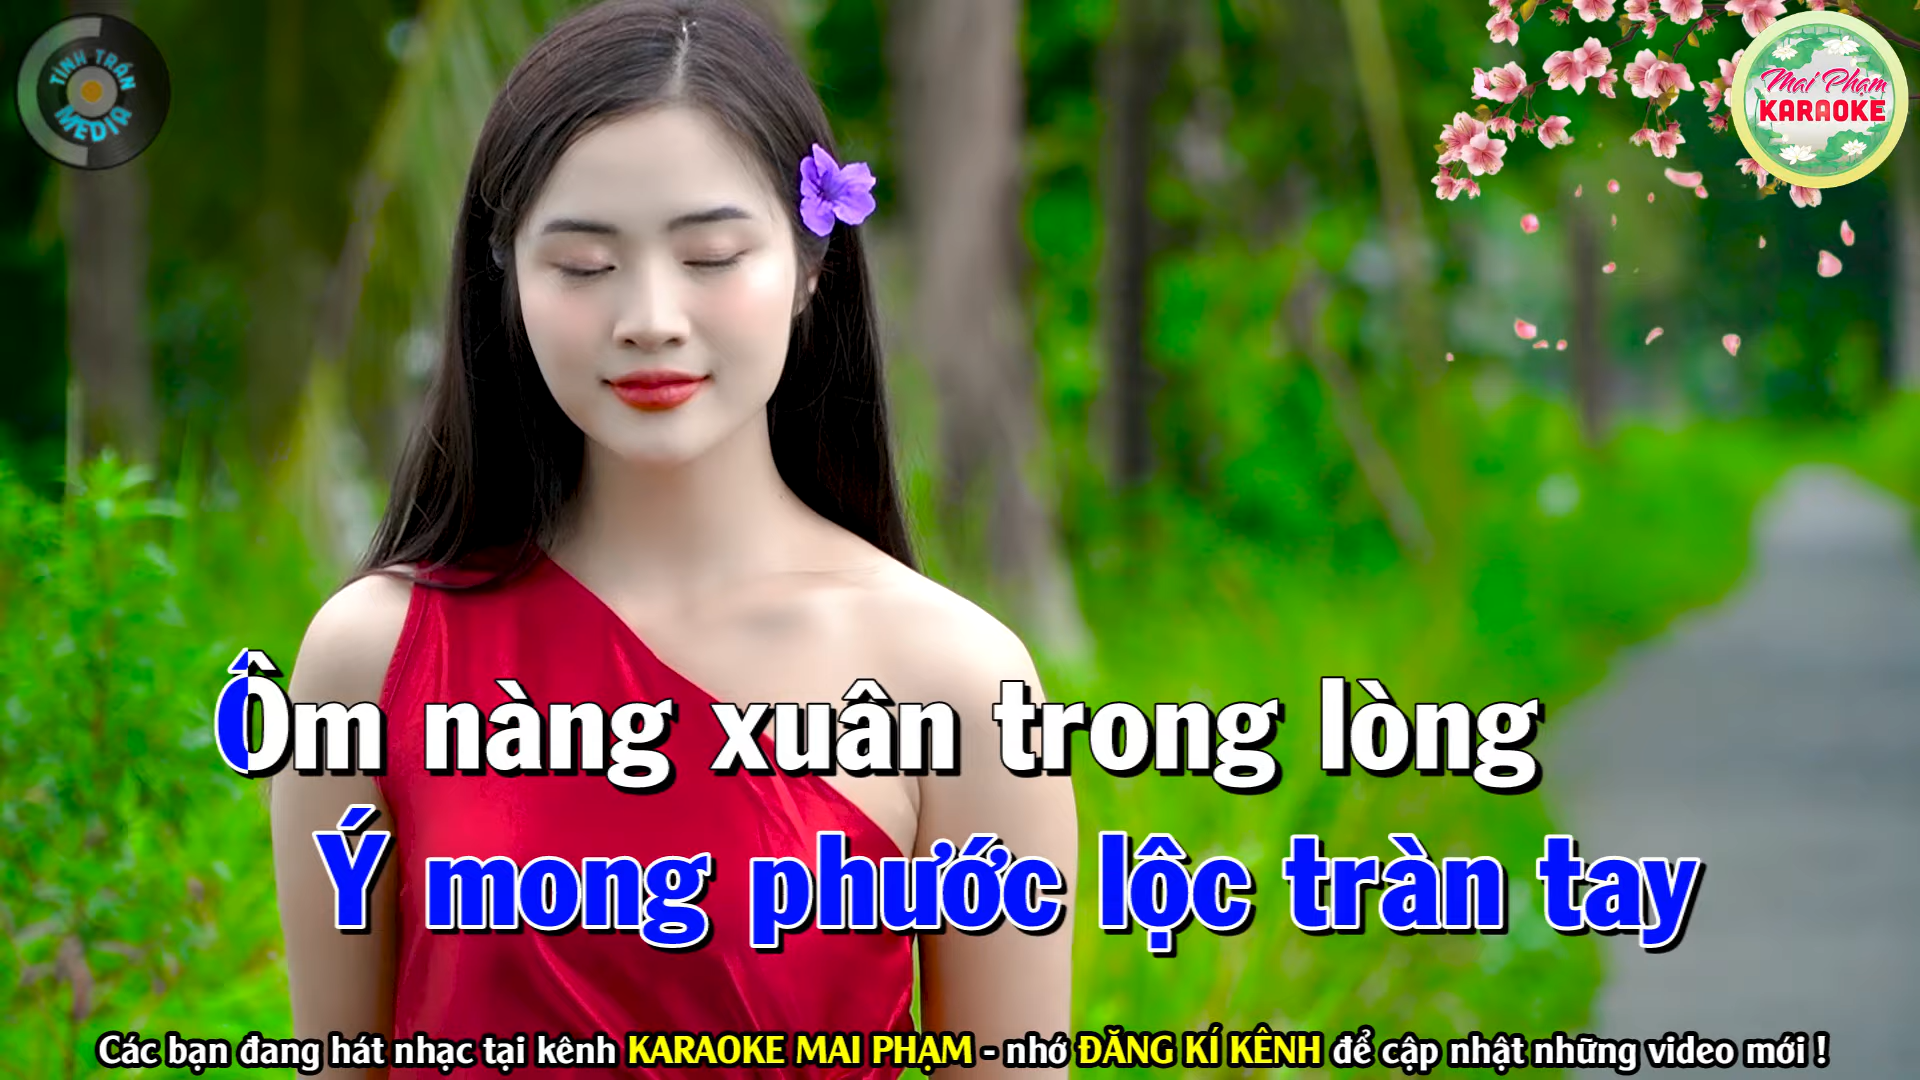 TÌNH TRẦN
MEDIA
Mai Phạm
KARAOKE
Ôm nàng xuân trong lòng
Ý mong phước lộc tràn tay
Các bạn đang hát nhạc tại kênh KARAOKE MAI PHẠM - nhớ ĐĂNG KÍ KÊNH để cập nhật những video mới !